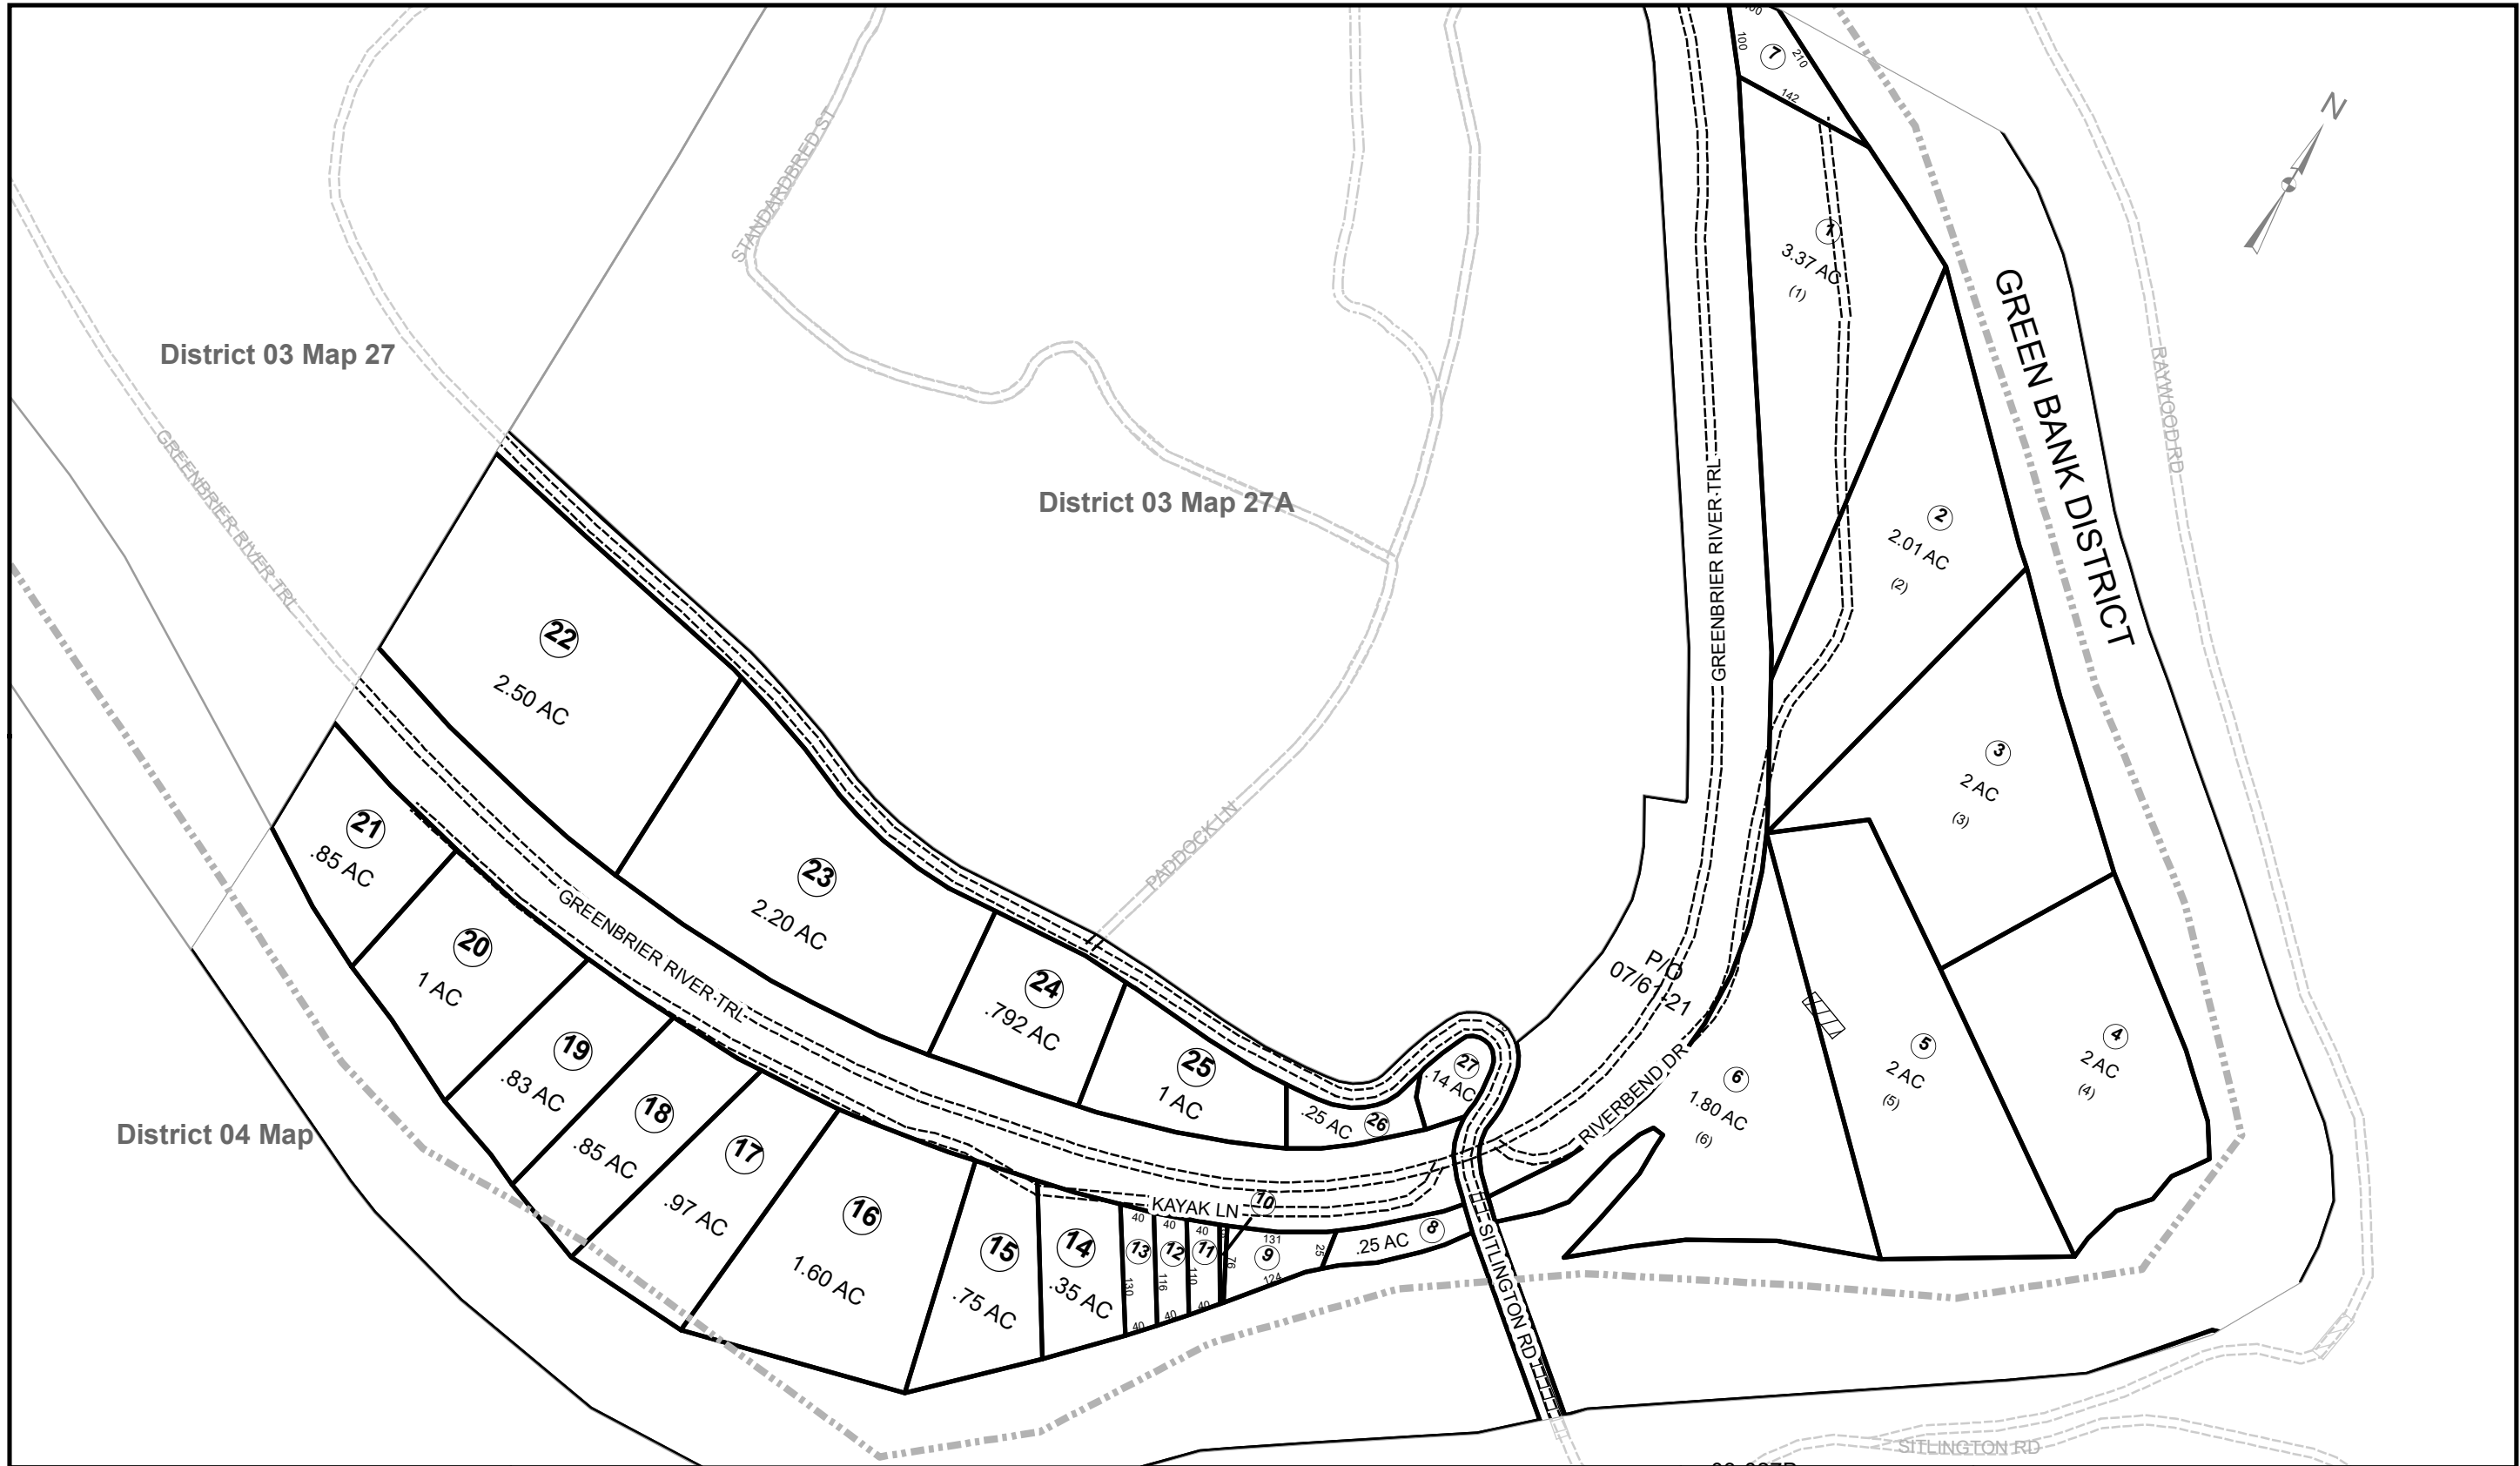 100
210
7
142
N
STANDARDBRED ST
1
3.37 AC
(1)
GREEN BANK DISTRICT
RAYWOOD RD
District 03 Map 27
GREENBRIER RIVER TRL
District 03 Map 27A
GREENBRIER RIVER TRL
2
2.01 AC
(2)
22
2.50 AC
3
2 AC
(3)
21
.85 AC
23
2.20 AC
PADDOCK LN
20
1 AC
GREENBRIER RIVER TRL
24
.792 AC
P/O
07/61-21
19
.83 AC
25
1 AC
27
.14 AC
RIVERBEND DR
6
1.80 AC
(6)
5
2 AC
(5)
4
2 AC
(4)
District 04 Map
18
.85 AC
26
.25 AC
17
.97 AC
10
KAYAK LN
16
1.60 AC
15
.75 AC
14
.35 AC
40
40
40
13
12
11
130
116
110
76
40
40
40
131
9
25
124
8
.25 AC
SITLINGTON RD
SITLINGTON RD